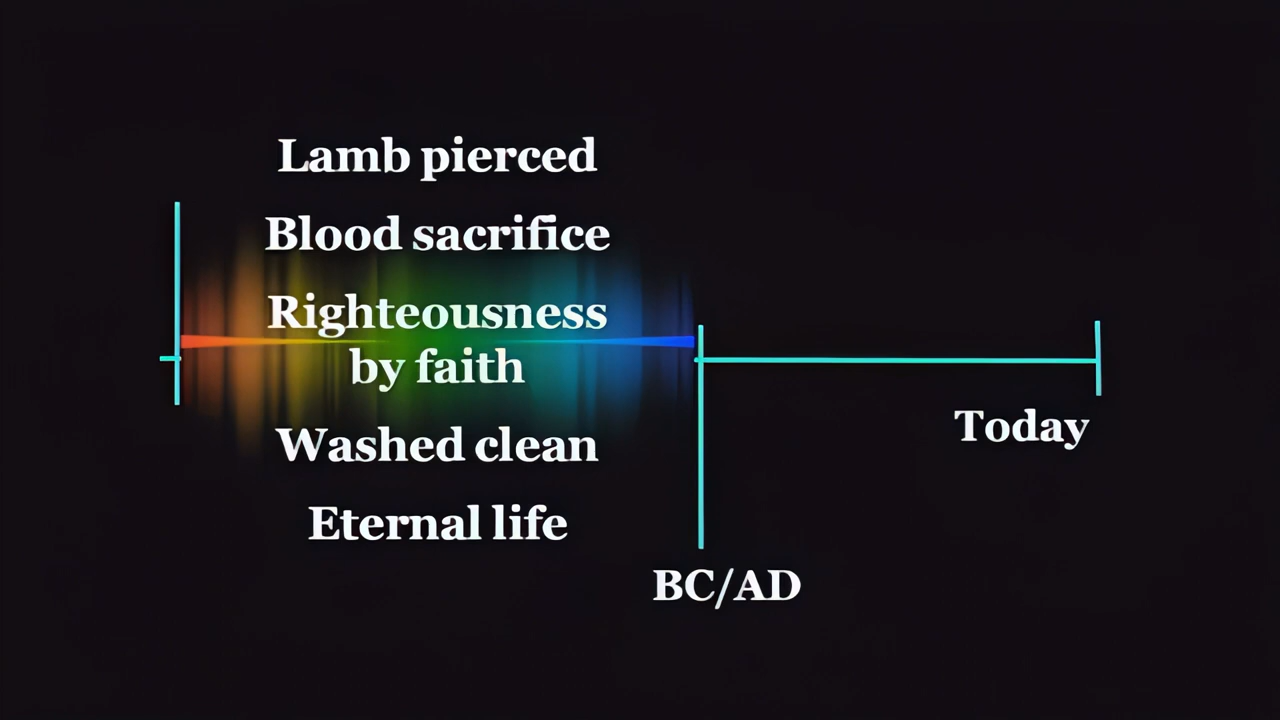 Lamb pierced
Blood sacrifice
Righteousness
by faith
Washed clean
Eternal life
Today
BC/AD